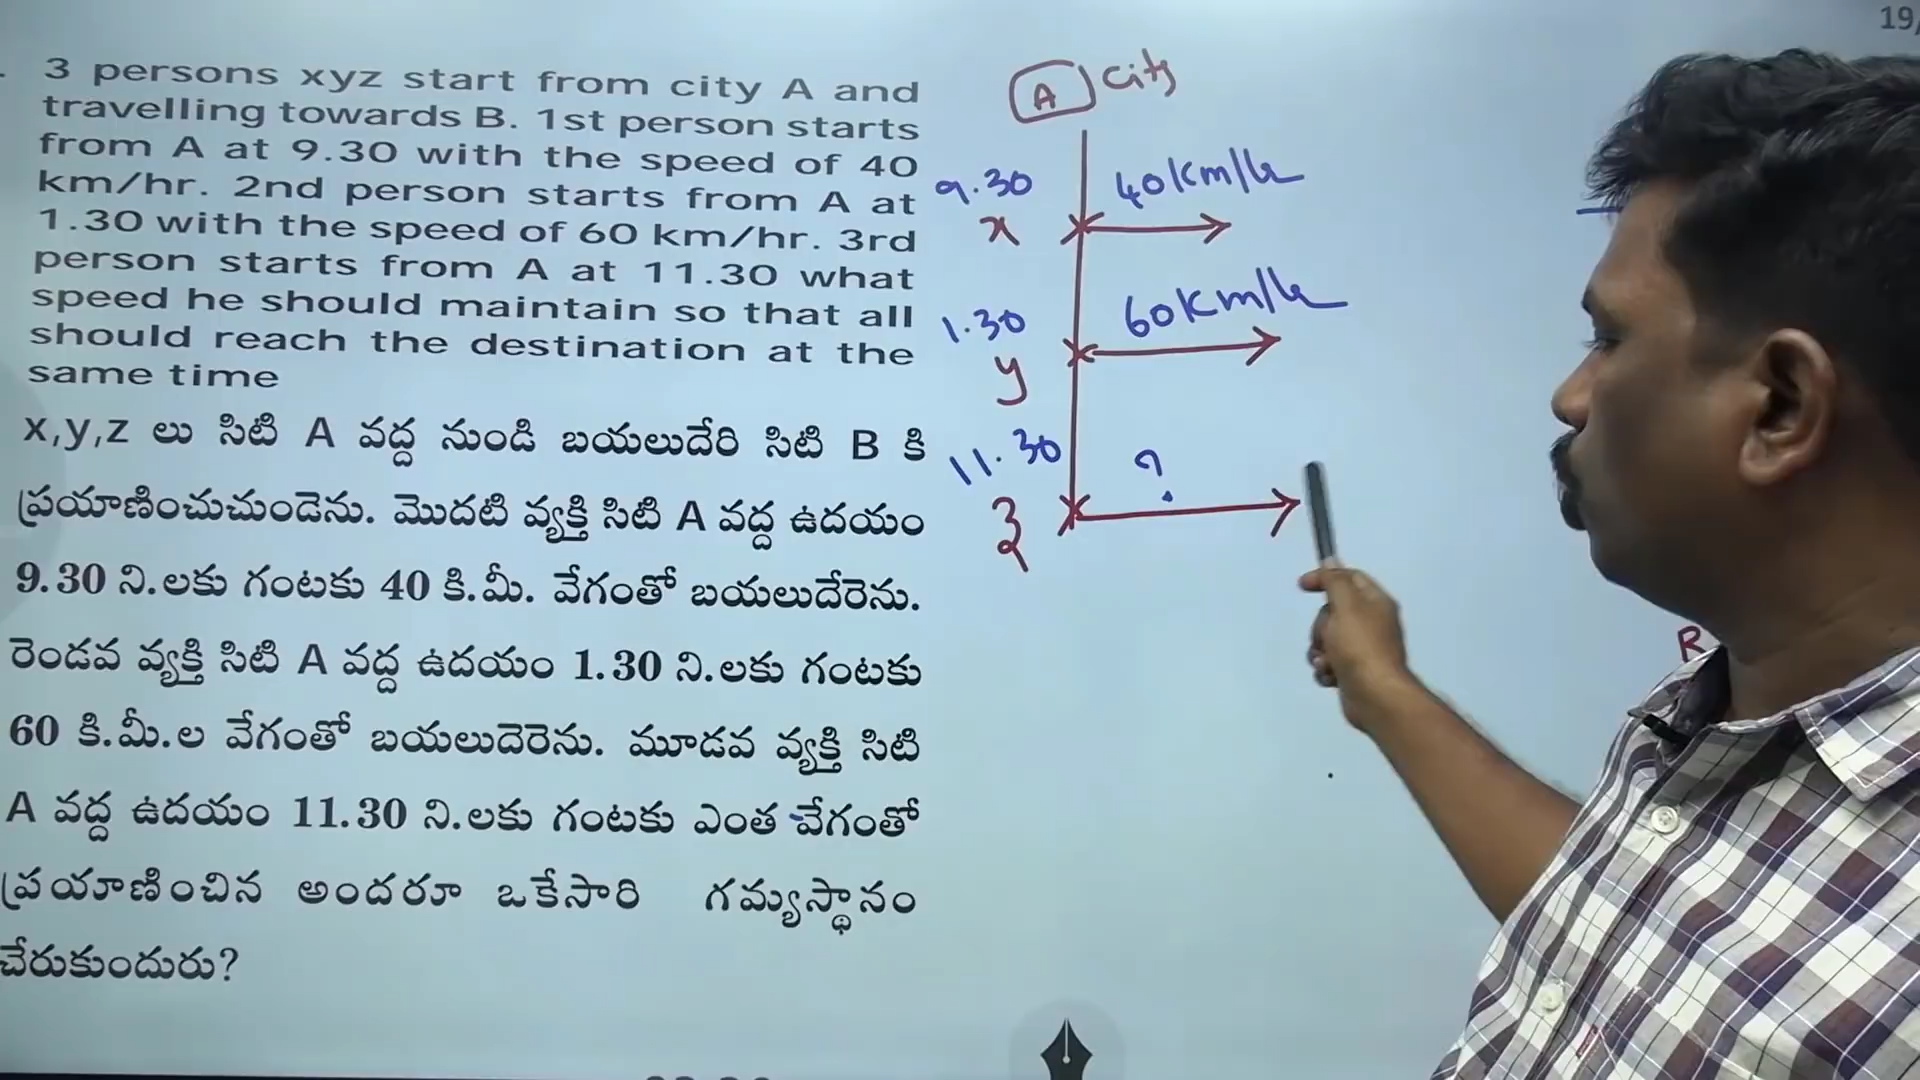 3 persons xyz start from city A and
travelling towards B. 1st person starts
from A at 9.30 with the speed of 40
km/hr. 2nd person starts from A at
1.30 with the speed of 60 km/hr. 3rd
person starts from A at 11.30 what
speed he should maintain so that all
should reach the destination at the
same time
x,y,z లు సిటి A వద్ద నుండి బయలుదేరి సిటి B కి
ప్రయాణించుచుండెను. మొదటి వ్యక్తి సిటి A వద్ద ఉదయం
9.30 ని.లకు గంటకు 40 కి.మీ. వేగంతో బయలుదేరెను.
రెండవ వ్యక్తి సిటి A వద్ద ఉదయం 1.30 ని.లకు గంటకు
60 కి.మీ.ల వేగంతో బయలుదెరెను. మూడవ వ్యక్తి సిటి
A వద్ద ఉదయం 11.30 ని.లకు గంటకు ఎంత వేగంతో
ప్రయాణించిన అందరూ ఒకేసారి గమ్యస్థానం
చేరుకుందురు?
A City
9.30 40Km/h
x
1.30 60Km/h
y
11.30 ?
z
19
R